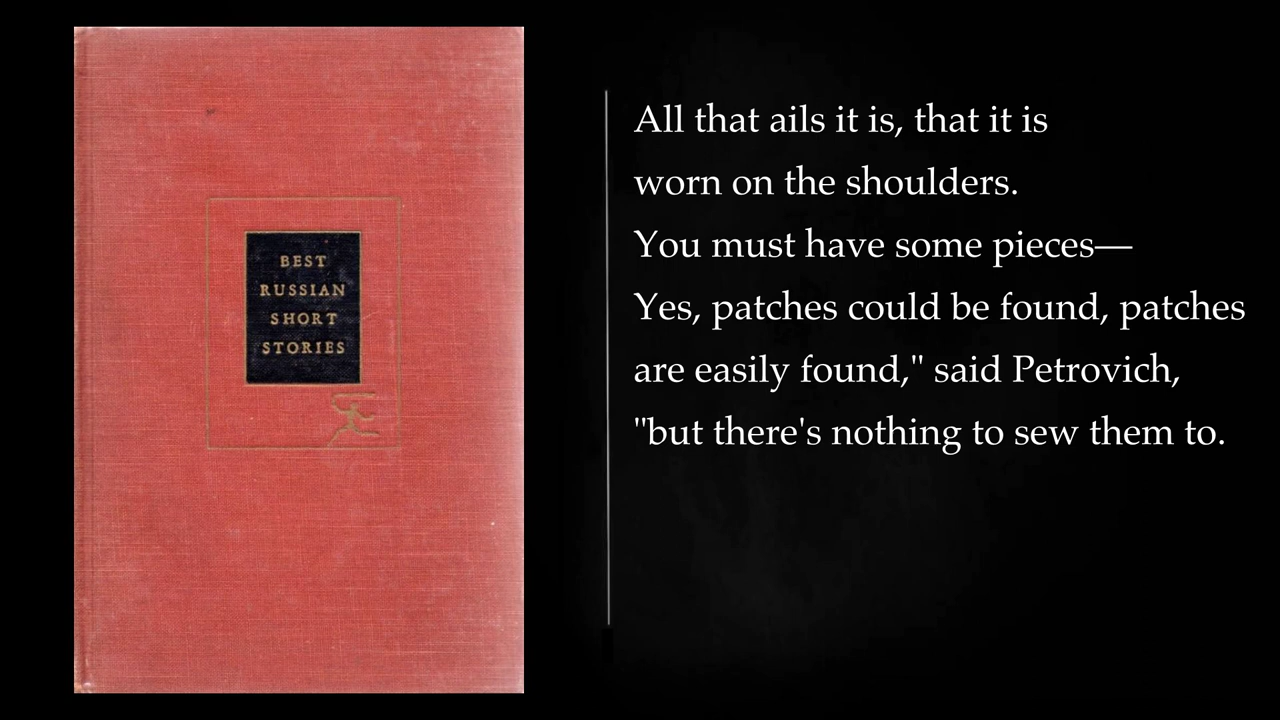 BEST
RUSSIAN
SHORT
STORIES
All that ails it is, that it is
worn on the shoulders.
You must have some pieces—
Yes, patches could be found, patches
are easily found," said Petrovich,
"but there's nothing to sew them to.